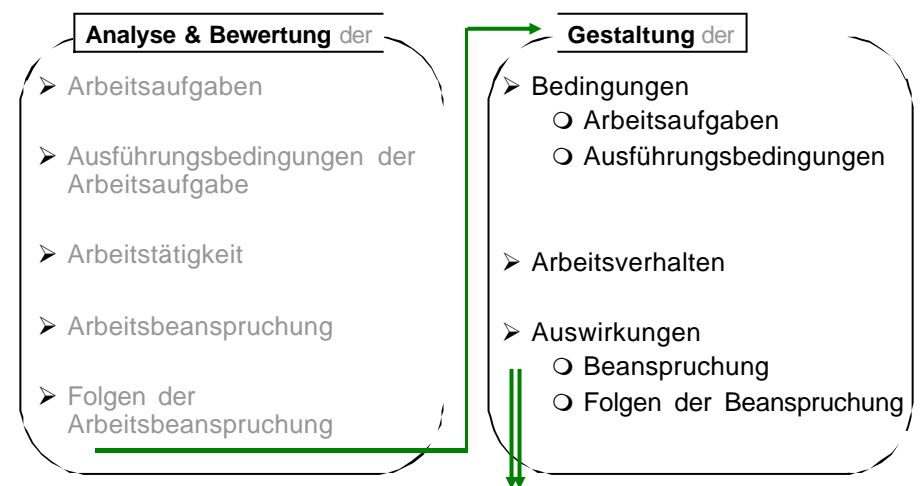 Analyse & Bewertung der
➢ Arbeitsaufgaben
➢ Ausführungsbedingungen der
Arbeitsaufgabe
➢ Arbeitstätigkeit
➢ Arbeitsbeanspruchung
➢ Folgen der
Arbeitsbeanspruchung
Gestaltung der
➢ Bedingungen
❍ Arbeitsaufgaben
❍ Ausführungsbedingungen
➢ Arbeitsverhalten
➢ Auswirkungen
❍ Beanspruchung
❍ Folgen der Beanspruchung